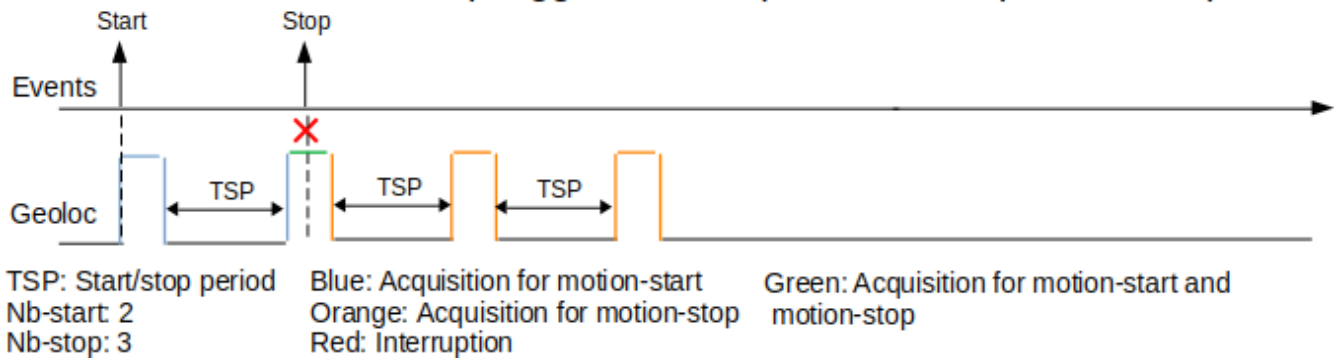 Start
Stop
Events
TSP
TSP
TSP
Geoloc
TSP: Start/stop period
Blue: Acquisition for motion-start
Green: Acquisition for motion-start and
Nb-start: 2
Orange: Acquisition for motion-stop
motion-stop
Nb-stop: 3
Red: Interruption